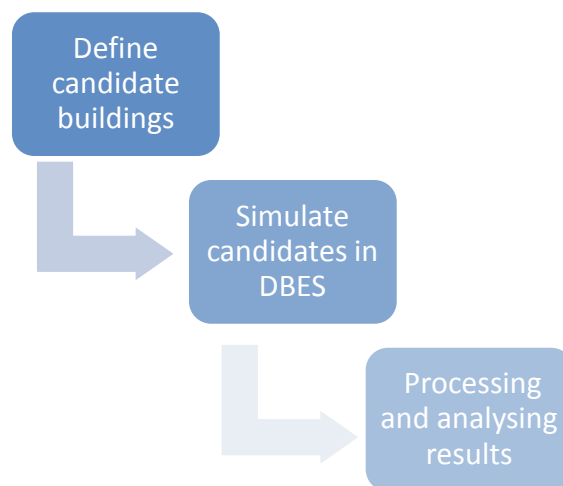 Define
candidate
buildings
Simulate
candidates in
DBES
Processing
and analysing
results